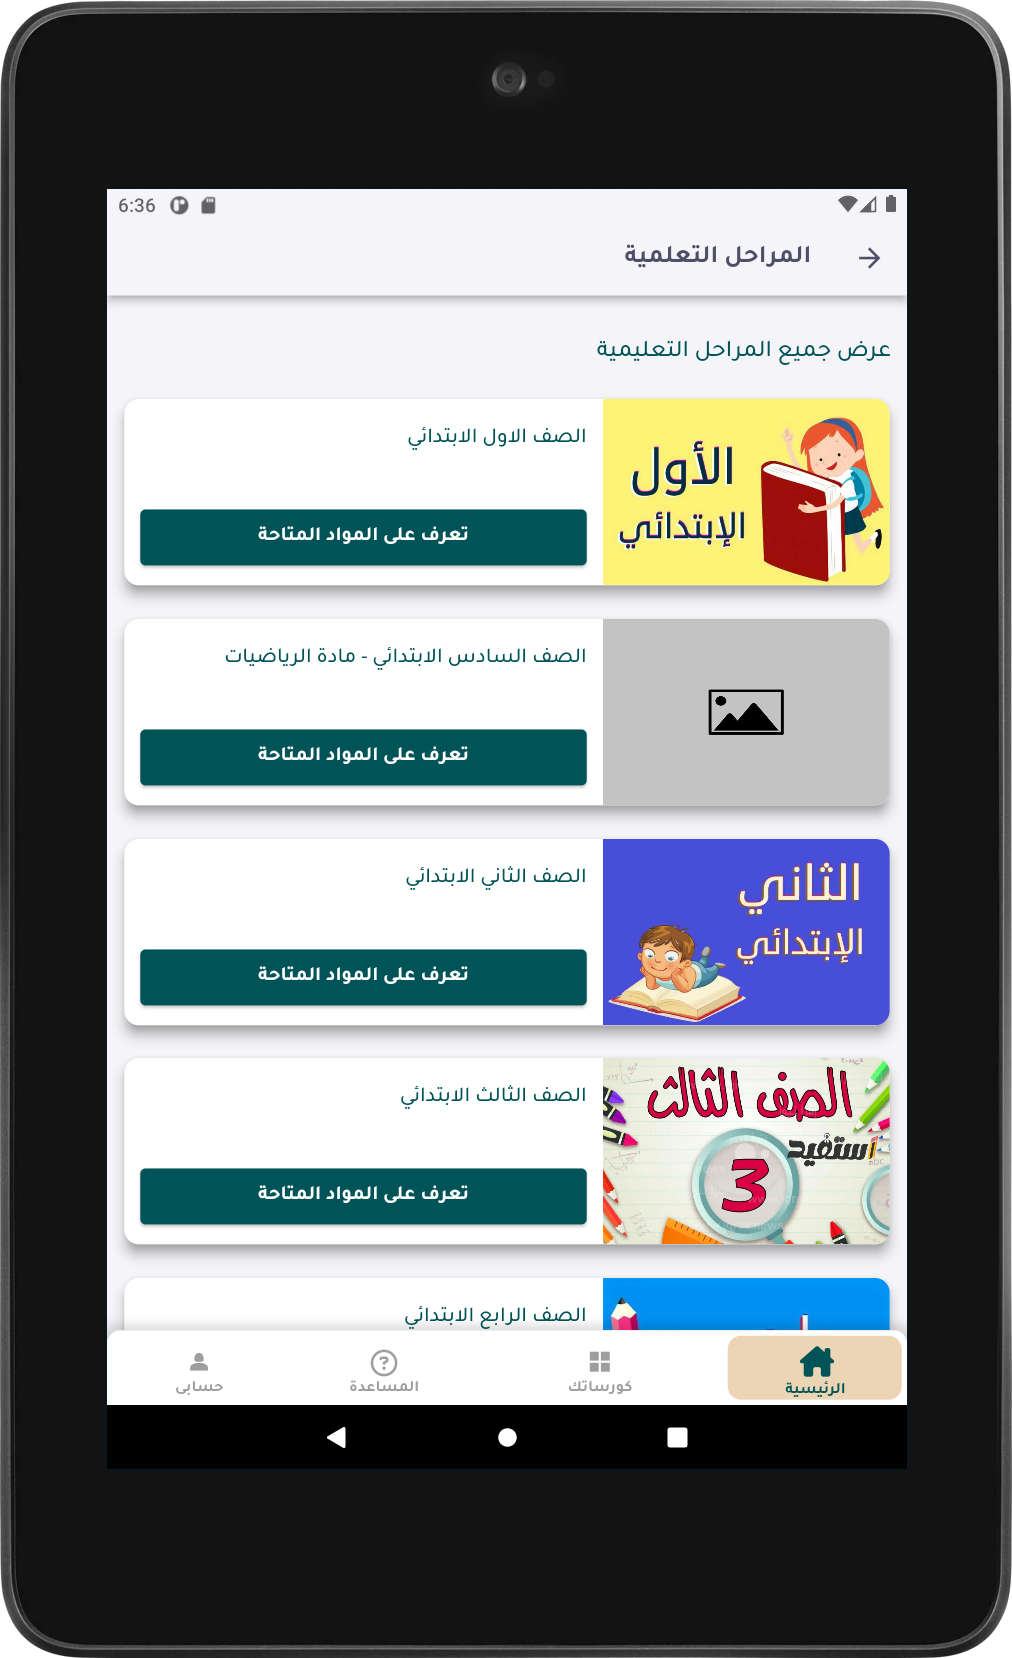 6:36
المراحل التعلمية
عرض جميع المراحل التعليمية
الأول
الإبتدائي
الصف الاول الابتدائي
تعرف على المواد المتاحة
الصف السادس الابتدائي - مادة الرياضيات
تعرف على المواد المتاحة
الثاني
الإبتدائي
الصف الثاني الابتدائي
تعرف على المواد المتاحة
الصف الثالث
استفيد
3
الصف الثالث الابتدائي
تعرف على المواد المتاحة
الصف الرابع الابتدائي
الرئيسية
كورساتك
المساعدة
حسابى